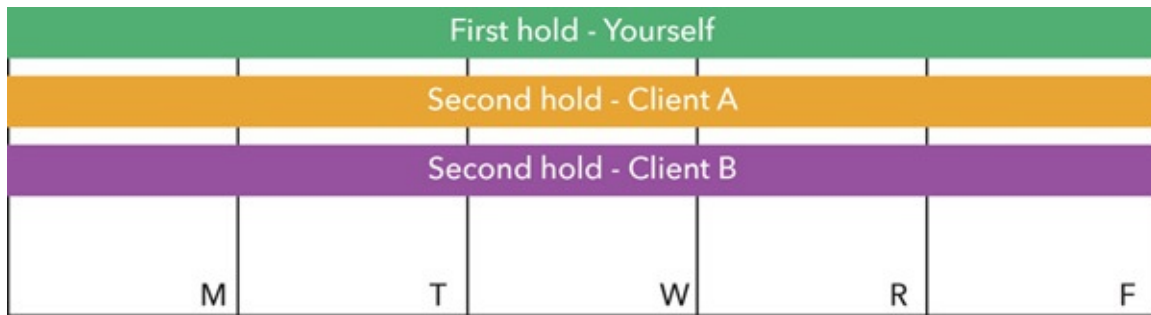 First hold - Yourself
Second hold - Client A
Second hold - Client B
M T W R F